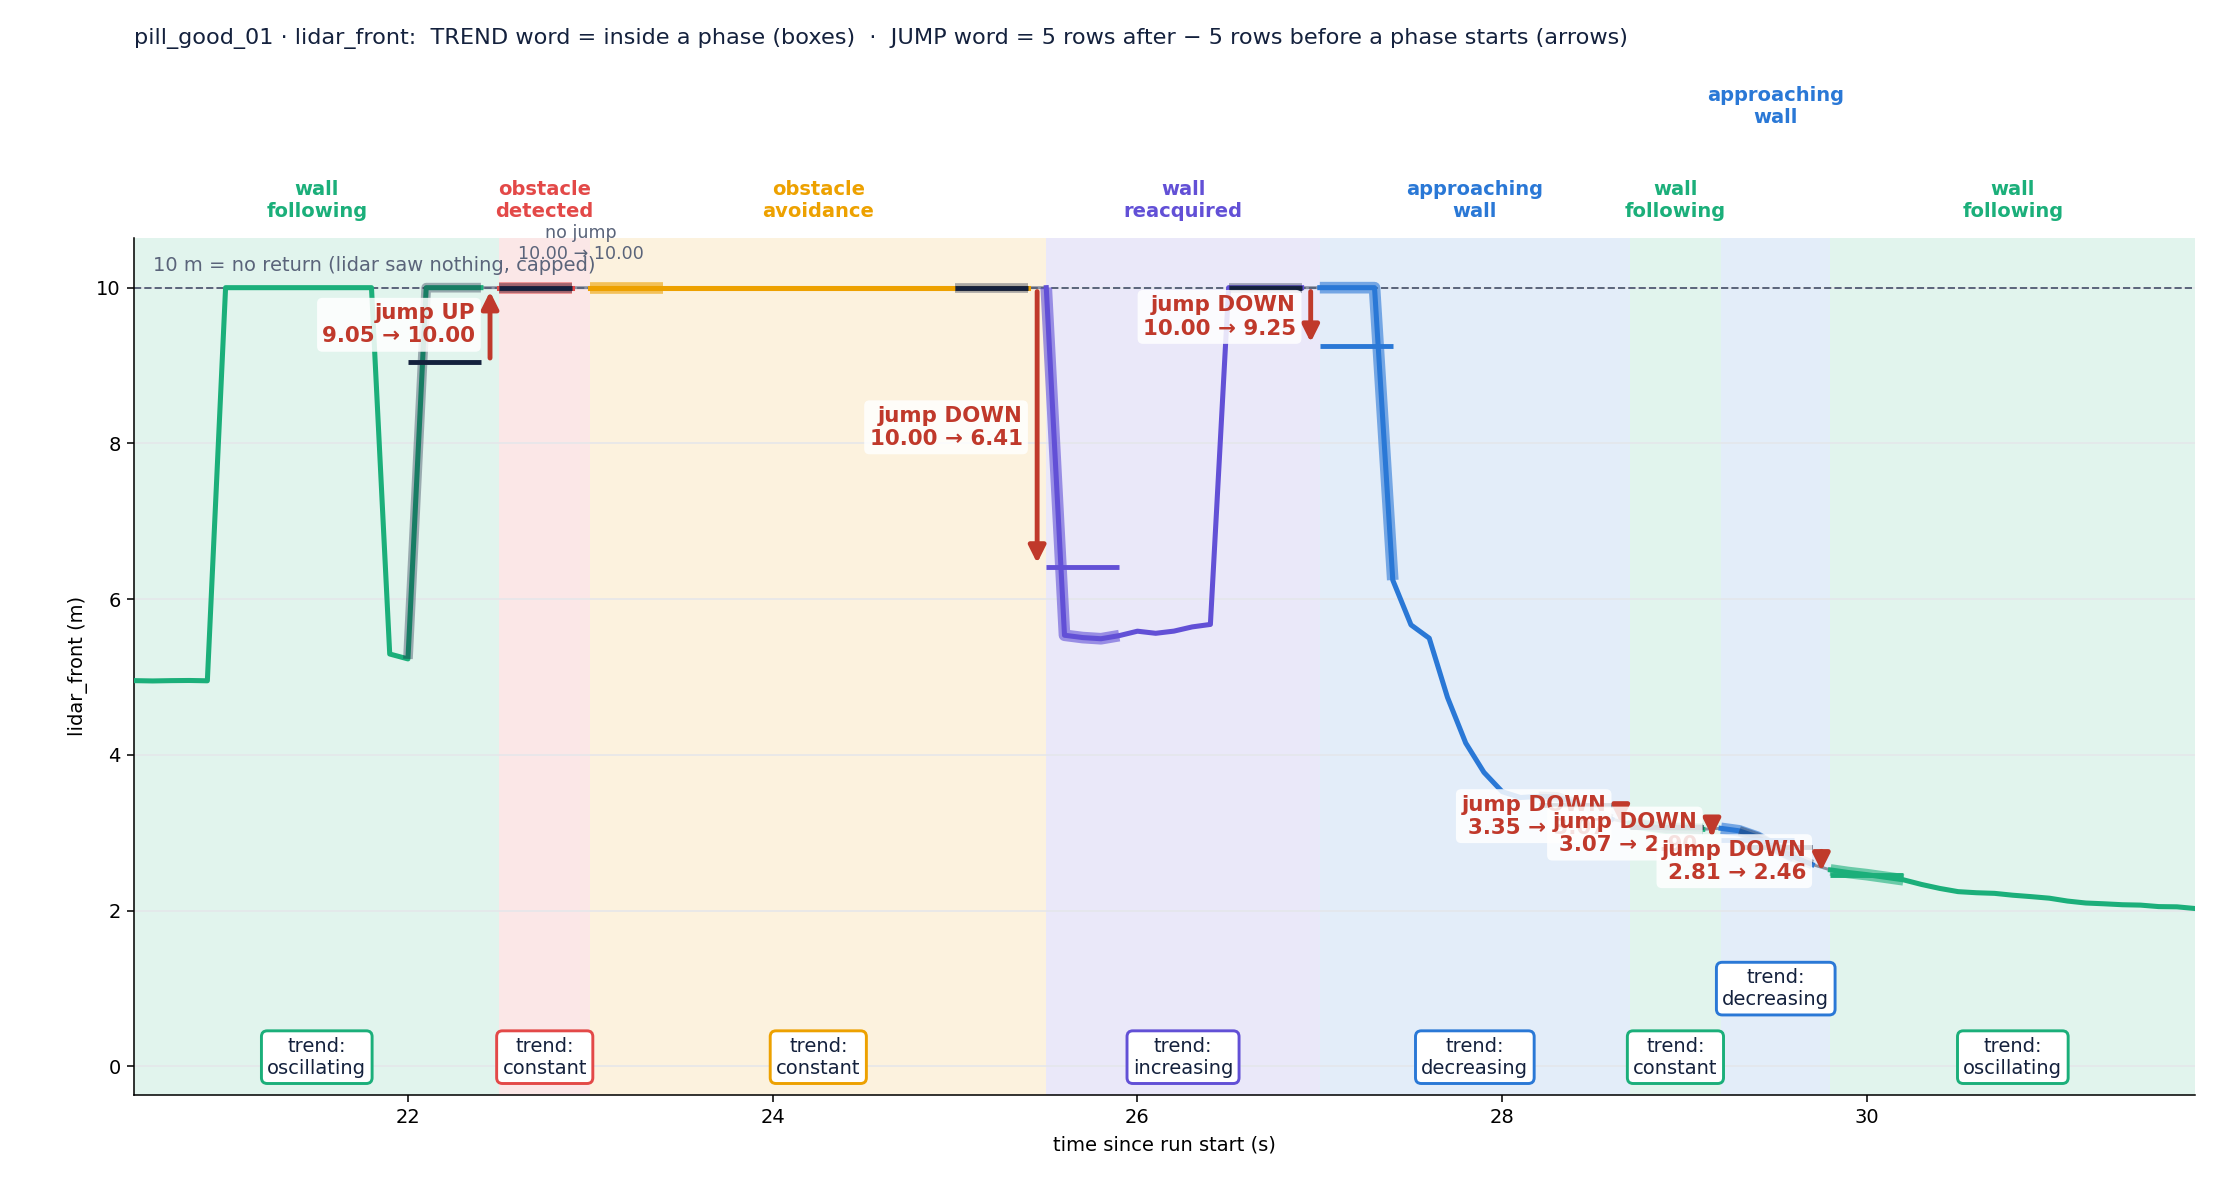 pill_good_01 · lidar_front:  TREND word = inside a phase (boxes)  ·  JUMP word = 5 rows after − 5 rows before a phase starts (arrows)
approaching
wall
wall
following
obstacle
detected
obstacle
avoidance
wall
reacquired
approaching
wall
wall
following
wall
following
no jump
10.00 → 10.00
10 m = no return (lidar saw nothing, capped)
jump UP
9.05 → 10.00
jump DOWN
10.00 → 9.25
jump DOWN
10.00 → 6.41
jump DOWN
3.35 →
jump DOWN
3.07 →
jump DOWN
2.81 → 2.46
trend:
decreasing
trend:
oscillating
trend:
constant
trend:
constant
trend:
increasing
trend:
decreasing
trend:
constant
trend:
oscillating
10
8
6
4
2
0
lidar_front (m)
22
24
26
28
30
time since run start (s)